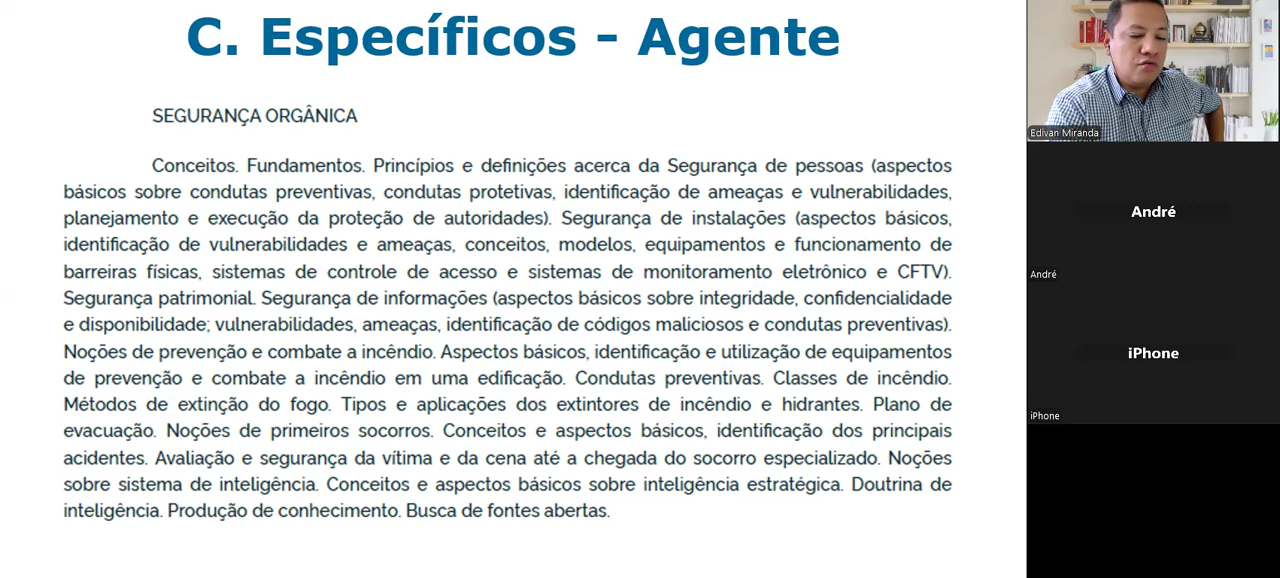 C. Específicos - Agente
SEGURANÇA ORGÂNICA
Conceitos. Fundamentos. Princípios e definições acerca da Segurança de pessoas (aspectos
básicos sobre condutas preventivas, condutas protetivas, identificação de ameaças e vulnerabilidades,
planejamento e execução da proteção de autoridades). Segurança de instalações (aspectos básicos,
identificação de vulnerabilidades e ameaças, conceitos, modelos, equipamentos e funcionamento de
barreiras físicas, sistemas de controle de acesso e sistemas de monitoramento eletrônico e CFTV).
Segurança patrimonial. Segurança de informações (aspectos básicos sobre integridade, confidencialidade
e disponibilidade; vulnerabilidades, ameaças, identificação de códigos maliciosos e condutas preventivas).
Noções de prevenção e combate a incêndio. Aspectos básicos, identificação e utilização de equipamentos
de prevenção e combate a incêndio em uma edificação. Condutas preventivas. Classes de incêndio.
Métodos de extinção do fogo. Tipos e aplicações dos extintores de incêndio e hidrantes. Plano de
evacuação. Noções de primeiros socorros. Conceitos e aspectos básicos, identificação dos principais
acidentes. Avaliação e segurança da vítima e da cena até a chegada do socorro especializado. Noções
sobre sistema de inteligência. Conceitos e aspectos básicos sobre inteligência estratégica. Doutrina de
inteligência. Produção de conhecimento. Busca de fontes abertas.
Edivan Miranda
André
André
iPhone
iPhone